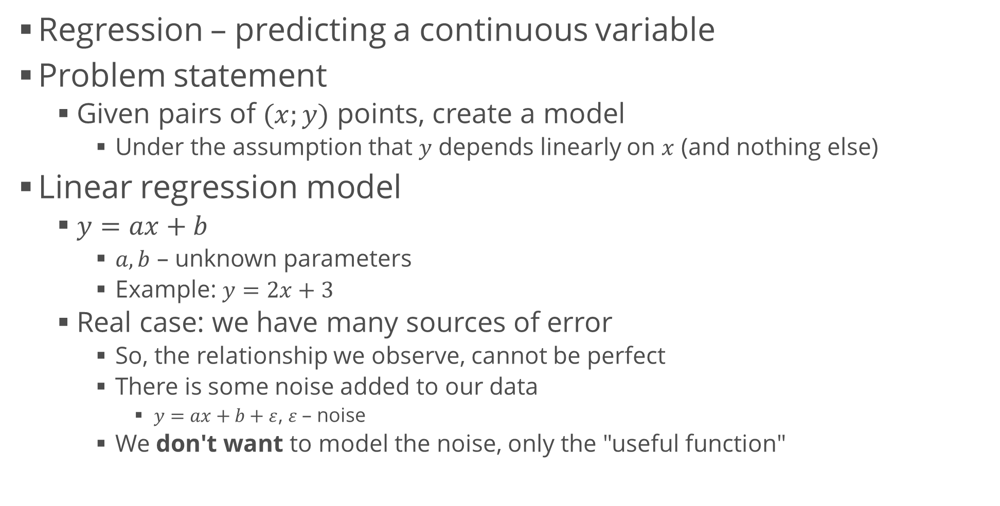 ▪ Regression – predicting a continuous variable
▪ Problem statement
▪ Given pairs of (x; y) points, create a model
▪ Under the assumption that y depends linearly on x (and nothing else)
▪ Linear regression model
▪ y = ax + b
▪ a, b – unknown parameters
▪ Example: y = 2x + 3
▪ Real case: we have many sources of error
▪ So, the relationship we observe, cannot be perfect
▪ There is some noise added to our data
▪ y = ax + b + ε, ε – noise
▪ We don't want to model the noise, only the "useful function"